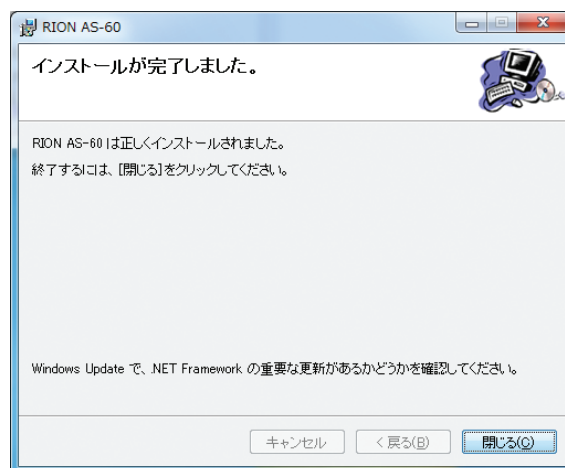 RION AS-60
インストールが完了しました。
RION AS-60 は正しくインストールされました。
終了するには、[閉じる]をクリックしてください。
Windows Update で、.NET Framework の重要な更新があるかどうかを確認してください。
キャンセル
< 戻る(B)
閉じる(C)